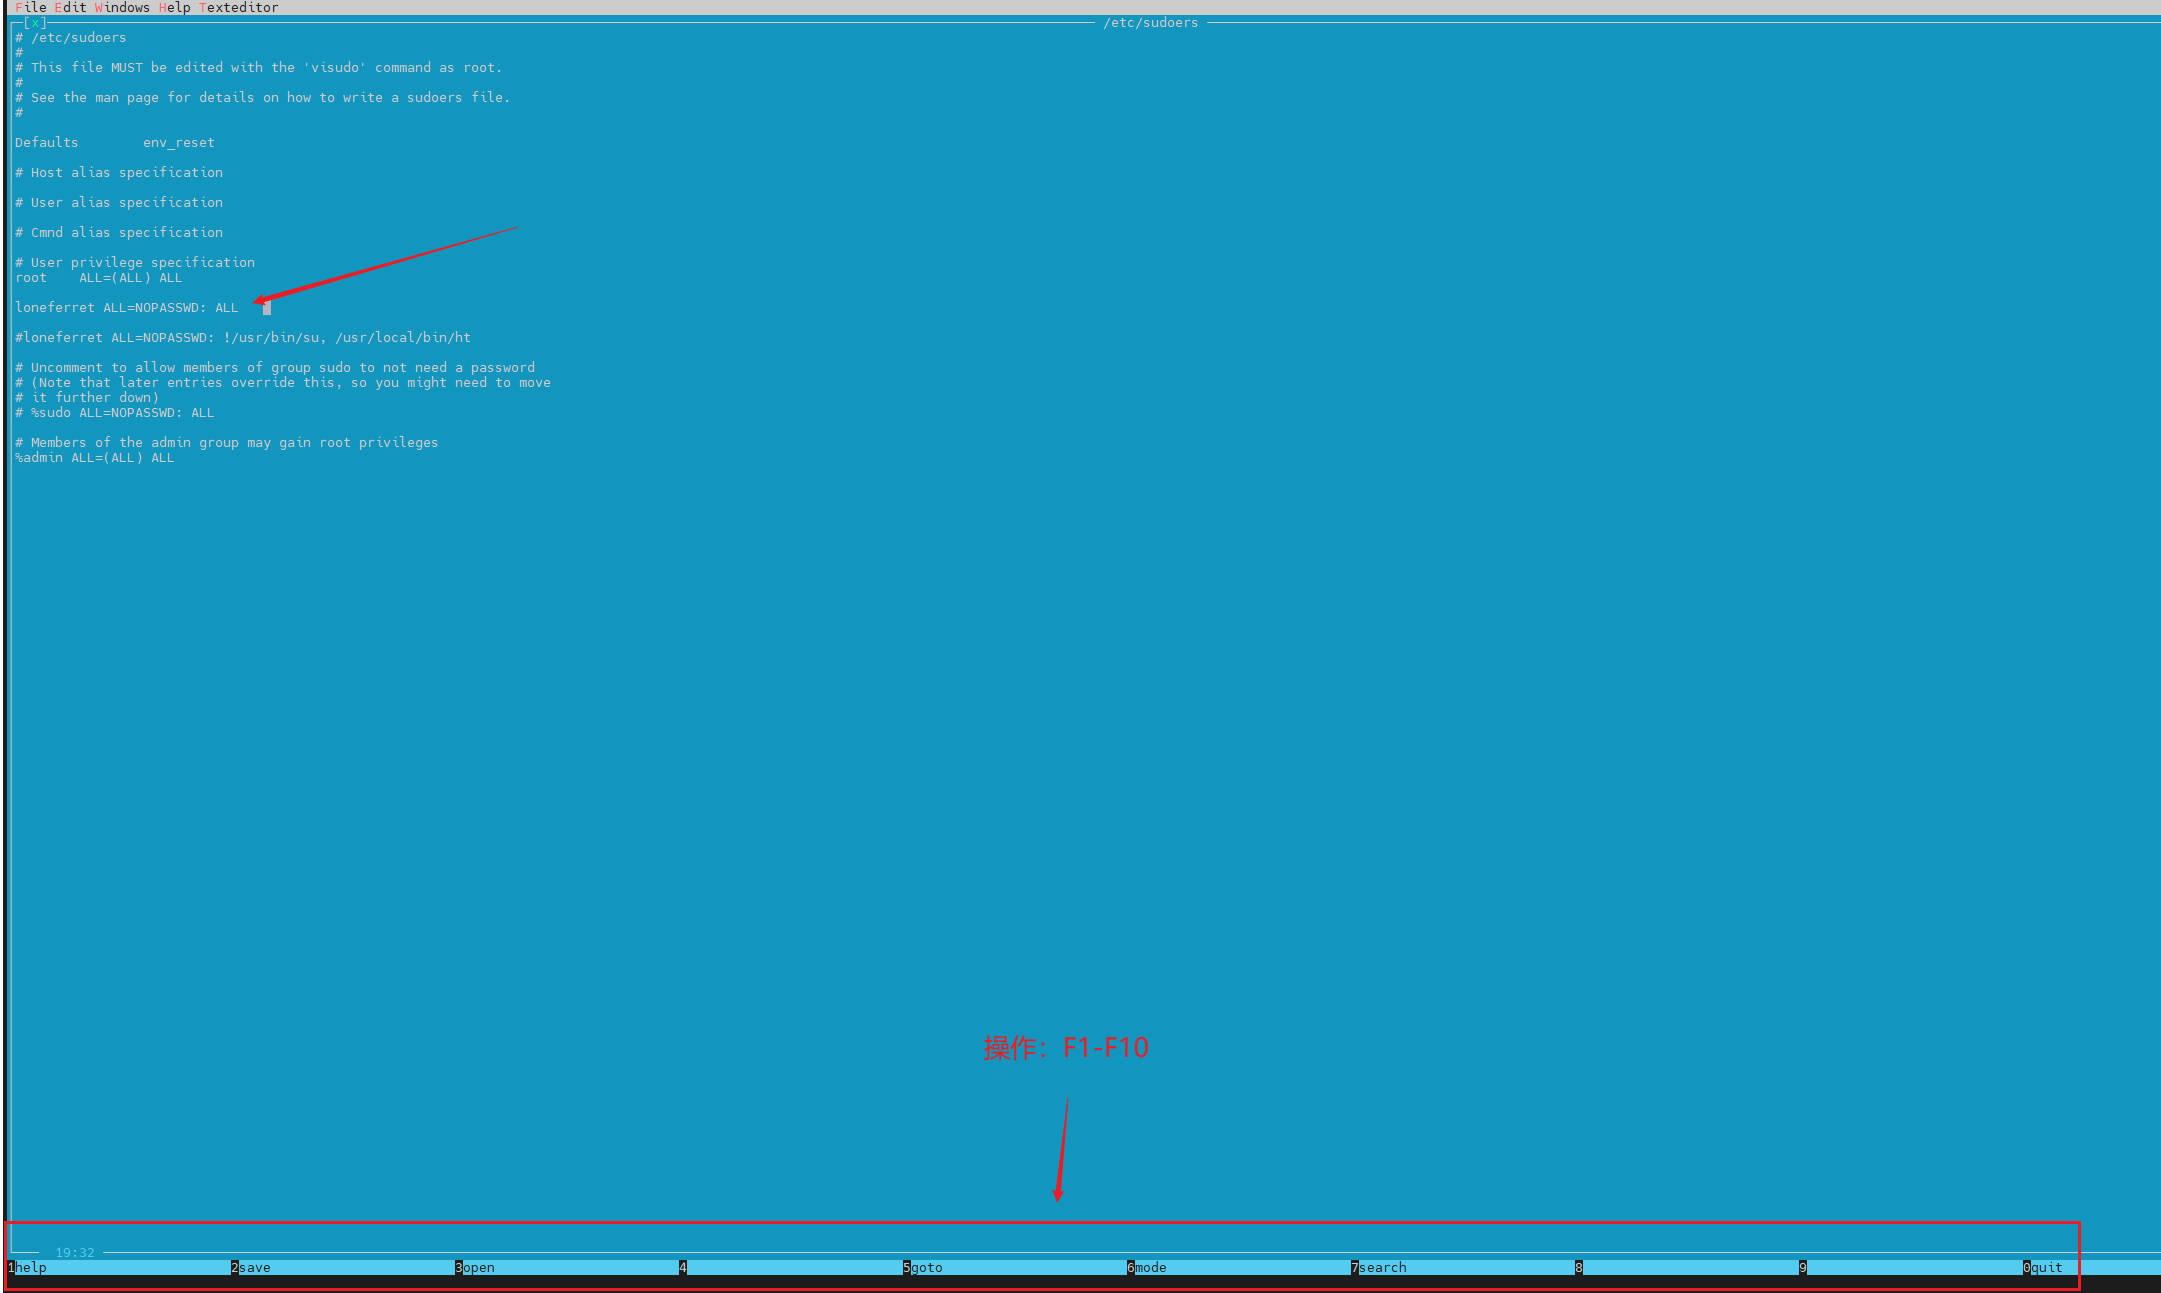 File Edit Windows Help Texteditor
[x] /etc/sudoers
# /etc/sudoers
#
# This file MUST be edited with the 'visudo' command as root.
#
# See the man page for details on how to write a sudoers file.
#
Defaults        env_reset
# Host alias specification
# User alias specification
# Cmnd alias specification
# User privilege specification
root    ALL=(ALL) ALL
loneferret ALL=NOPASSWD: ALL
#loneferret ALL=NOPASSWD: !/usr/bin/su, /usr/local/bin/ht
# Uncomment to allow members of group sudo to not need a password
# (Note that later entries override this, so you might need to move
# it further down)
# %sudo ALL=NOPASSWD: ALL
# Members of the admin group may gain root privileges
%admin ALL=(ALL) ALL
操作：F1-F10
19:32
1help 2save 3open 4 5goto 6mode 7search 8 9 0quit